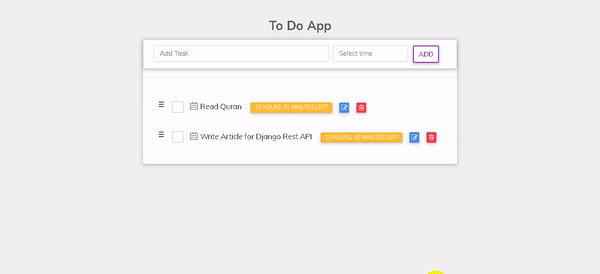 To Do App
Add Task
Select time
ADD
Read Quran
12 HOURS, 51 MINUTES LEFT
Write Article for Django Rest API
HOURS, 36 MINUTES LEFT